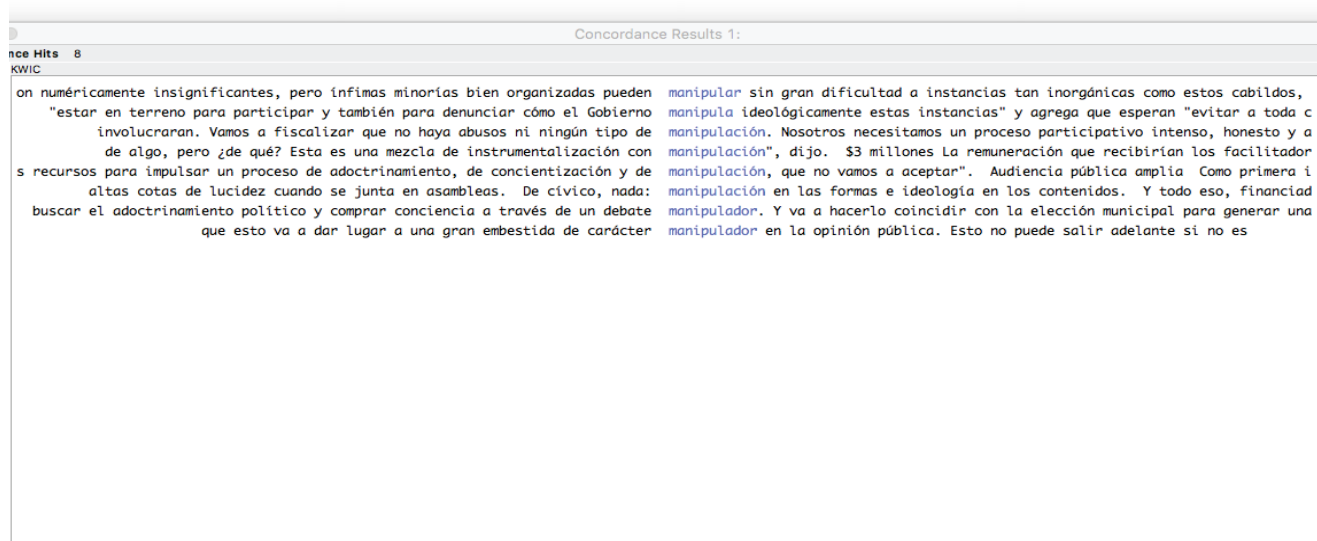 Concordance Results 1:
nce Hits 8
KWIC
on numéricamente insignificantes, pero ínfimas minorías bien organizadas pueden manipular sin gran dificultad a instancias tan inorgánicas como estos cabildos,
"estar en terreno para participar y también para denunciar cómo el Gobierno manipula ideológicamente estas instancias" y agrega que esperan "evitar a toda c
involucraran. Vamos a fiscalizar que no haya abusos ni ningún tipo de manipulación. Nosotros necesitamos un proceso participativo intenso, honesto y a
de algo, pero ¿de qué? Esta es una mezcla de instrumentalización con manipulación", dijo. $3 millones La remuneración que recibirían los facilitador
s recursos para impulsar un proceso de adoctrinamiento, de concientización y de manipulación, que no vamos a aceptar". Audiencia pública amplia Como primera i
altas cotas de lucidez cuando se junta en asambleas. De cívico, nada: manipulación en las formas e ideología en los contenidos. Y todo eso, financiad
buscar el adoctrinamiento político y comprar conciencia a través de un debate manipulador. Y va a hacerlo coincidir con la elección municipal para generar una
que esto va a dar lugar a una gran embestida de carácter manipulador en la opinión pública. Esto no puede salir adelante si no es